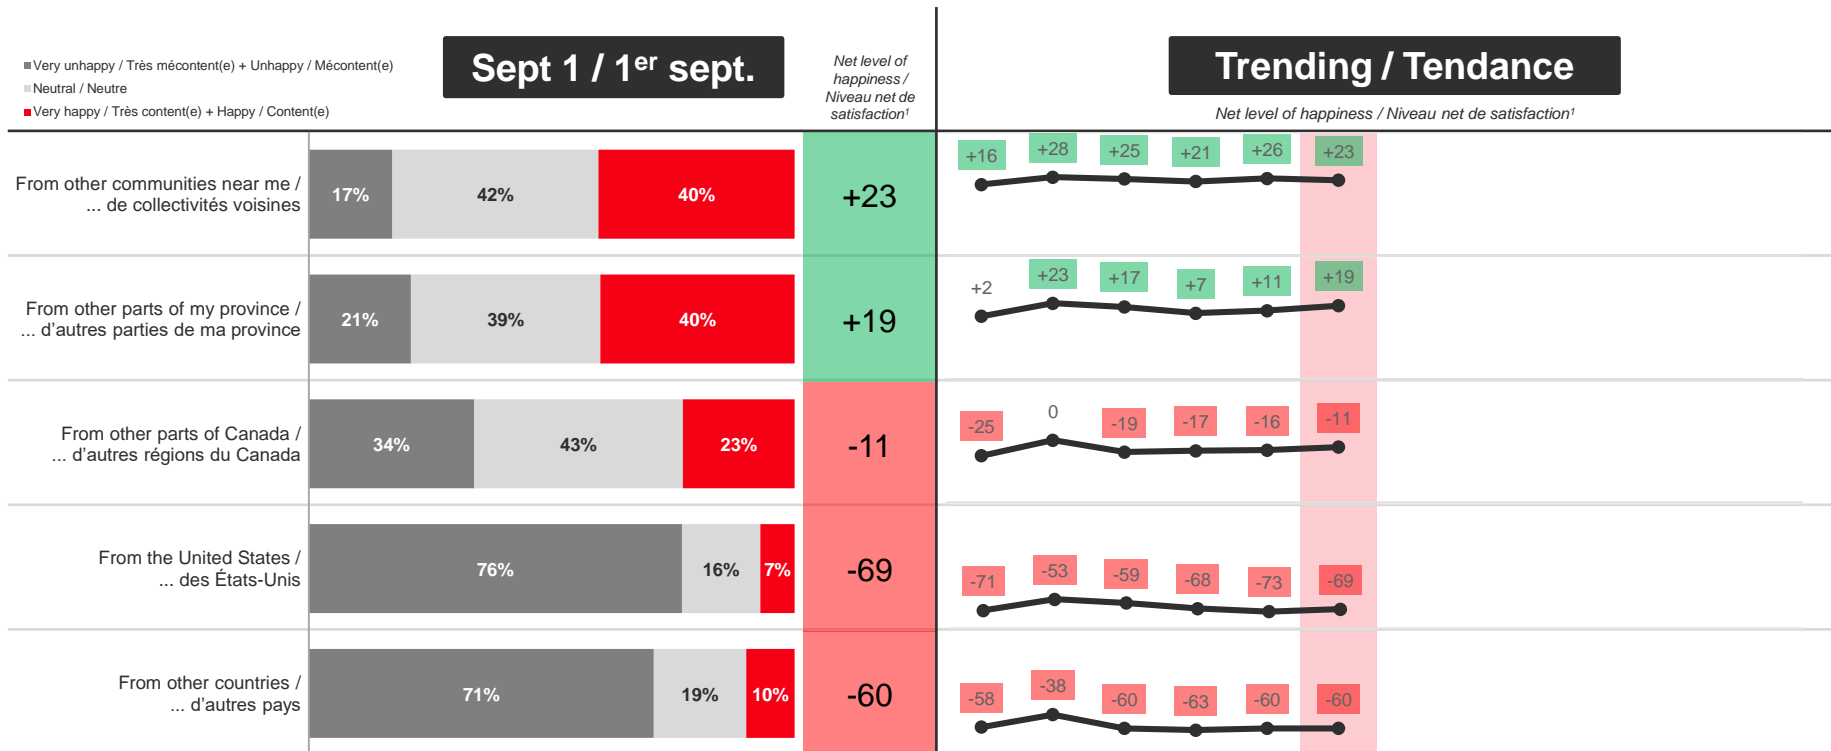 Very unhappy / Très mécontent(e) + Unhappy / Mécontent(e)
Neutral / Neutre
Very happy / Très content(e) + Happy / Content(e)
Sept 1 / 1er sept.
Net level of
happiness /
Niveau net de
satisfaction¹
Trending / Tendance
Net level of happiness / Niveau net de satisfaction¹
From other communities near me /
... de collectivités voisines
17% 42% 40%
+23
+16 +28 +25 +21 +26 +23
From other parts of my province /
... d'autres parties de ma province
21% 39% 40%
+19
+2 +23 +17 +7 +11 +19
From other parts of Canada /
... d'autres régions du Canada
34% 43% 23%
-11
-25 0 -19 -17 -16 -11
From the United States /
... des États-Unis
76% 16% 7%
-69
-71 -53 -59 -68 -73 -69
From other countries /
... d'autres pays
71% 19% 10%
-60
-58 -38 -60 -63 -60 -60